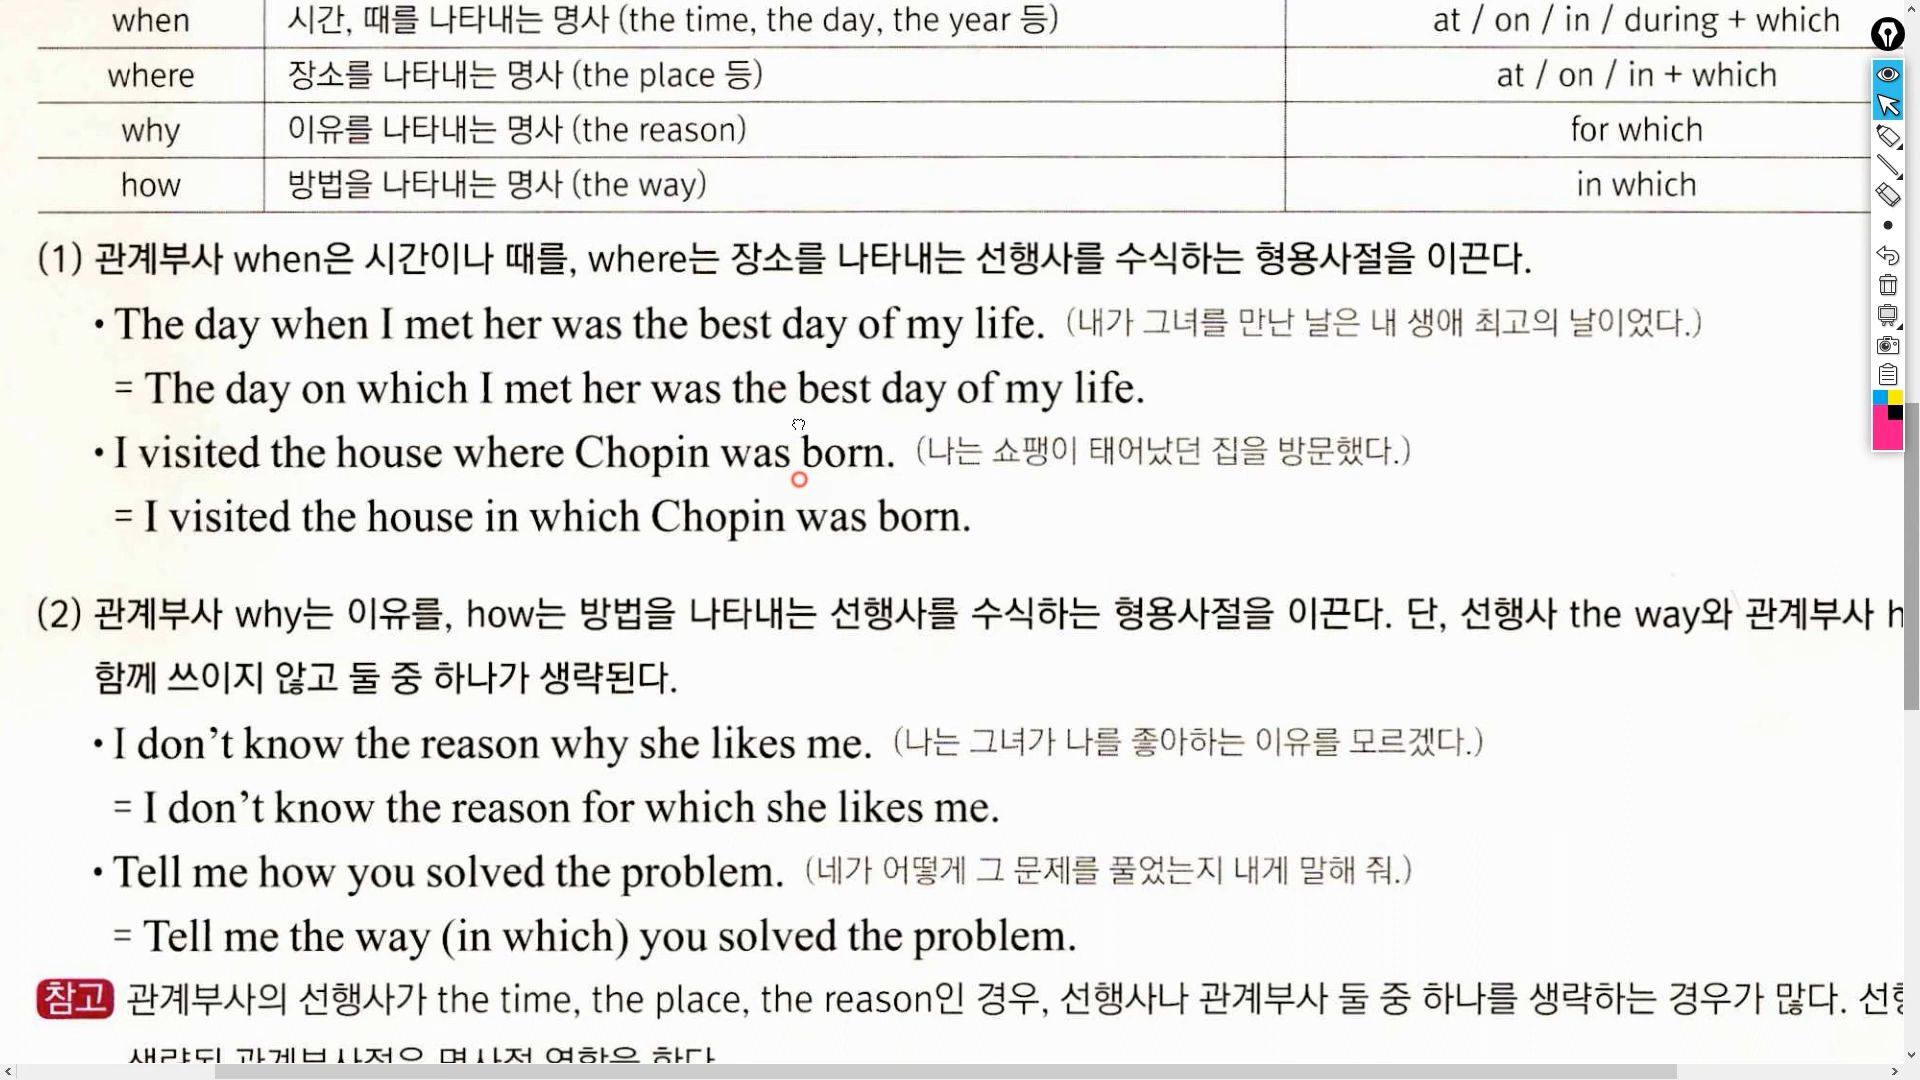 when 시간, 때를 나타내는 명사 (the time, the day, the year 등) at / on / in / during + which
where 장소를 나타내는 명사 (the place 등) at / on / in + which
why 이유를 나타내는 명사 (the reason) for which
how 방법을 나타내는 명사 (the way) in which
(1) 관계부사 when은 시간이나 때를, where는 장소를 나타내는 선행사를 수식하는 형용사절을 이끈다.
• The day when I met her was the best day of my life. (내가 그녀를 만난 날은 내 생애 최고의 날이었다.)
= The day on which I met her was the best day of my life.
• I visited the house where Chopin was born. (나는 쇼팽이 태어났던 집을 방문했다.)
= I visited the house in which Chopin was born.
(2) 관계부사 why는 이유를, how는 방법을 나타내는 선행사를 수식하는 형용사절을 이끈다. 단, 선행사 the way와 관계부사 h
함께 쓰이지 않고 둘 중 하나가 생략된다.
• I don't know the reason why she likes me. (나는 그녀가 나를 좋아하는 이유를 모르겠다.)
= I don't know the reason for which she likes me.
• Tell me how you solved the problem. (네가 어떻게 그 문제를 풀었는지 내게 말해 줘.)
= Tell me the way (in which) you solved the problem.
참고 관계부사의 선행사가 the time, the place, the reason인 경우, 선행사나 관계부사 둘 중 하나를 생략하는 경우가 많다.
생략된 관계부사절은 명사절 역할을 한다.